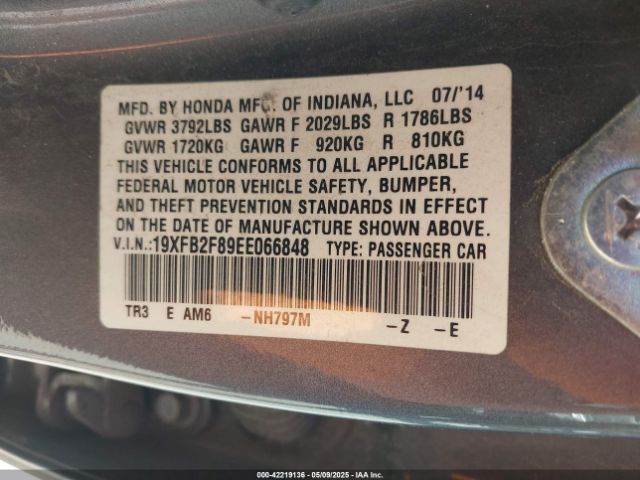 MFD. BY HONDA MFG. OF INDIANA, LLC 07/'14
GVWR 3792LBS GAWR F 2029LBS R 1786LBS
GVWR 1720KG GAWR F 920KG R 810KG
THIS VEHICLE CONFORMS TO ALL APPLICABLE
FEDERAL MOTOR VEHICLE SAFETY, BUMPER,
AND THEFT PREVENTION STANDARDS IN EFFECT
ON THE DATE OF MANUFACTURE SHOWN ABOVE.
V.I.N.:19XFB2F89EE066848 TYPE: PASSENGER CAR
TR3 E AM6 -NH797M -Z -E
000-42219136 - 05/09/2025 - IAA, Inc.